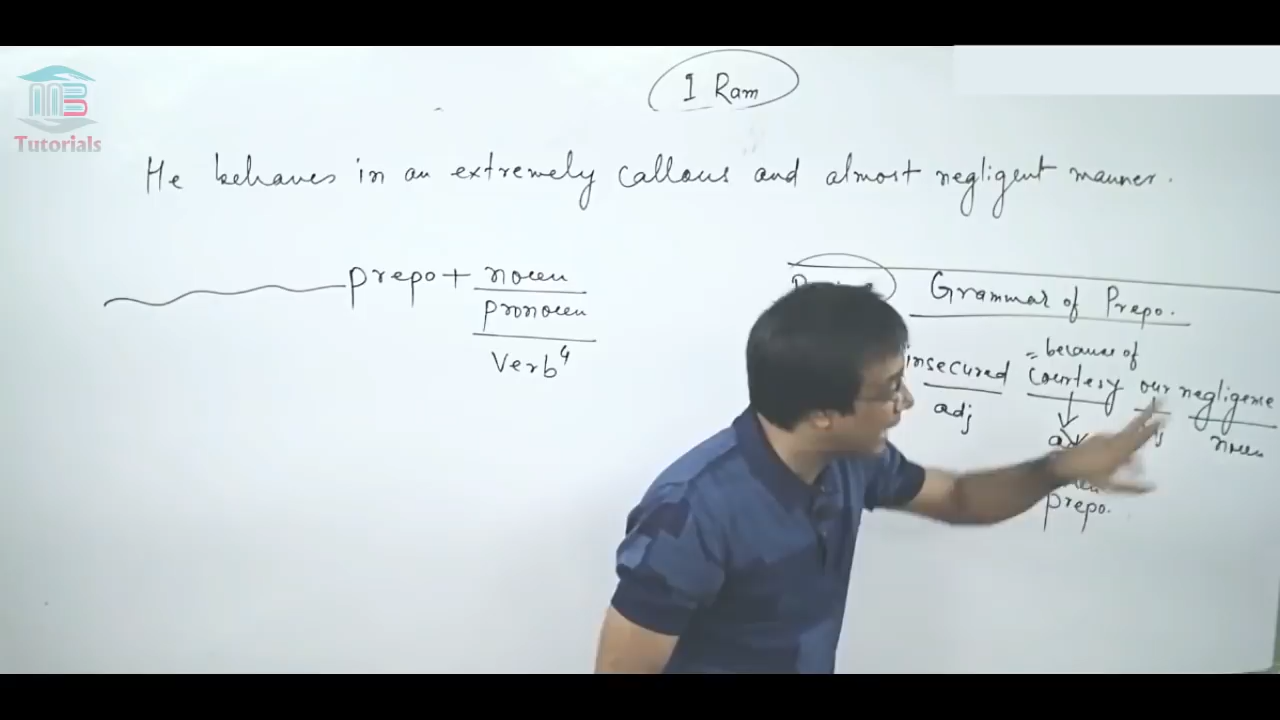 Tutorials
I Ram
He behaves in an extremely callous and almost negligent manner.
prepo + noun
pronoun
Verb⁴
Grammar of Prepo.
= because of
insecured courtesy our negligence
adj
noun
prepo.